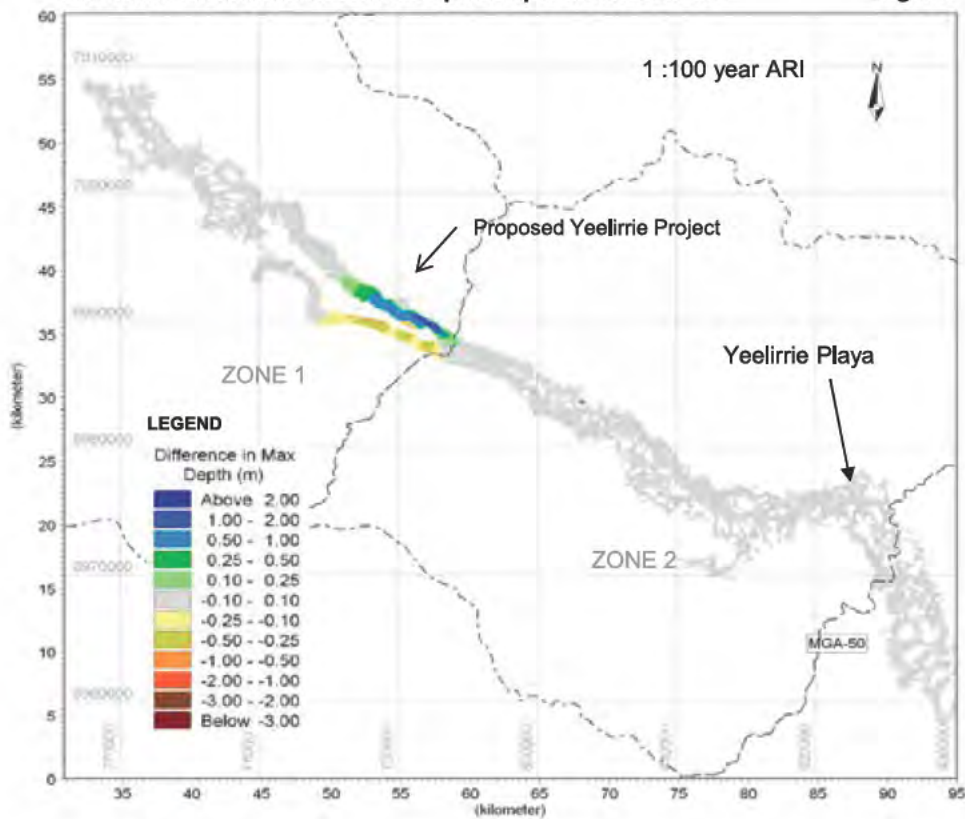 1 :100 year ARI
N
Proposed Yeelirrie Project
Yeelirrie Playa
ZONE 1
ZONE 2
MGA-50
LEGEND
Difference in Max
Depth (m)
Above 2.00
1.00 - 2.00
0.50 - 1.00
0.25 - 0.50
0.10 - 0.25
-0.10 - 0.10
-0.25 - -0.10
-0.50 - -0.25
-1.00 - -0.50
-2.00 - -1.00
-3.00 - -2.00
Below -3.00
(kilometer)
60
55
50
45
40
35
30
25
20
15
10
5
0
35 40 45 50 55 60 65 70 75 80 85 90 95
(kilometer)